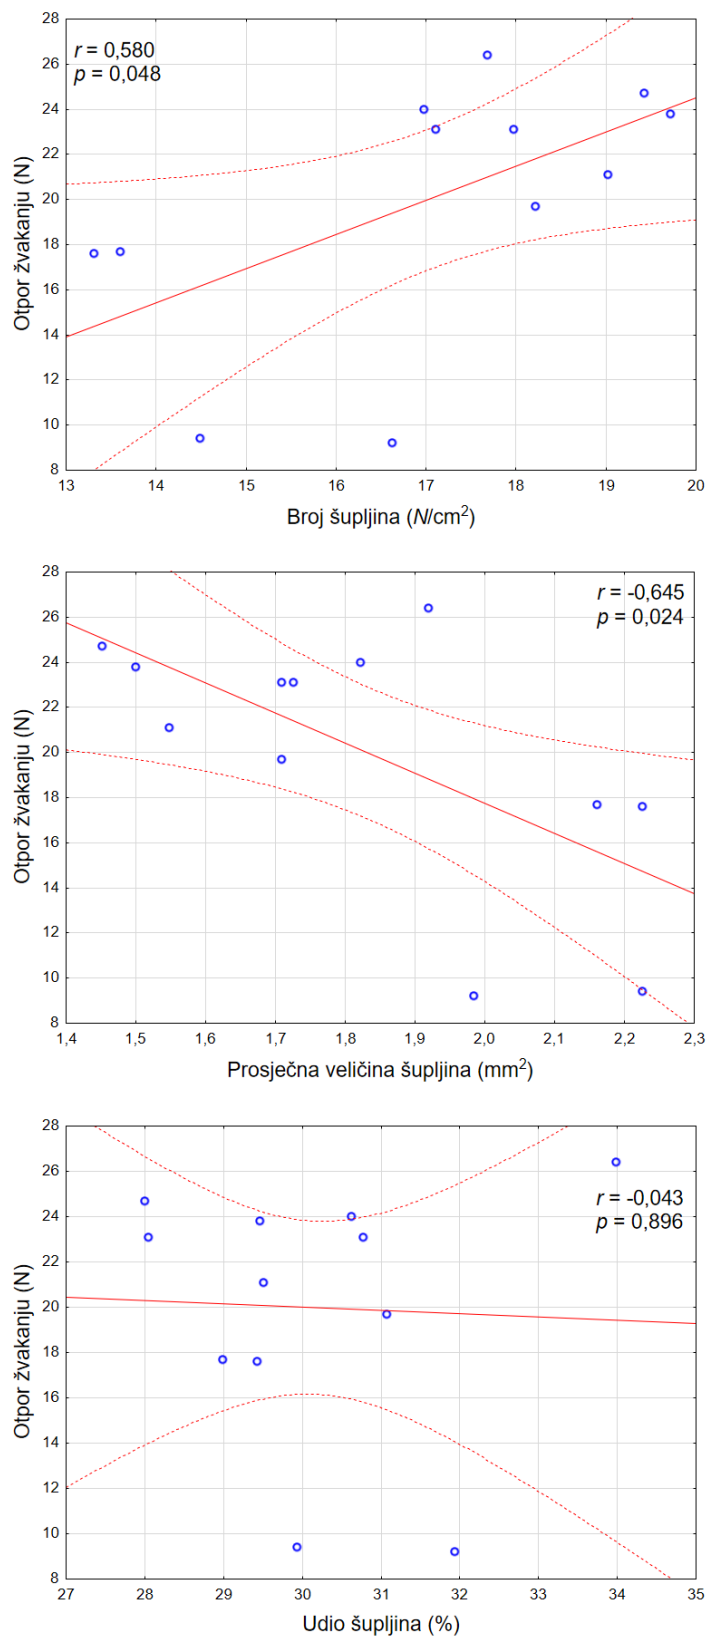 28
26
24
22
20
18
16
14
12
10
8
Otpor žvakanju (N)
r = 0,580
p = 0,048
13 14 15 16 17 18 19 20
Broj šupljina (N/cm²)
28
26
24
22
20
18
16
14
12
10
8
Otpor žvakanju (N)
r = -0,645
p = 0,024
1,4 1,5 1,6 1,7 1,8 1,9 2,0 2,1 2,2 2,3
Prosječna veličina šupljina (mm²)
28
26
24
22
20
18
16
14
12
10
8
Otpor žvakanju (N)
r = -0,043
p = 0,896
27 28 29 30 31 32 33 34 35
Udio šupljina (%)